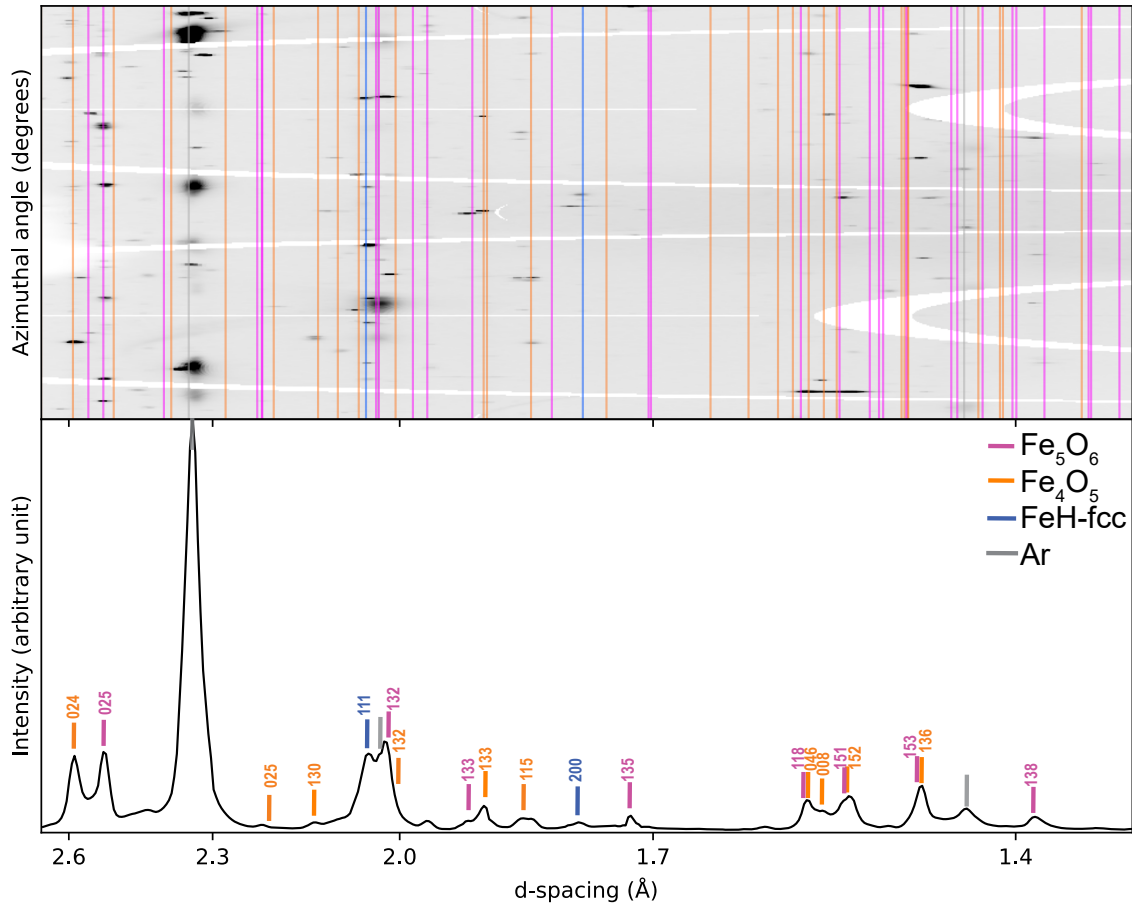 Azimuthal angle (degrees)
Intensity (arbitrary unit)
Fe₅O₆
Fe₄O₅
FeH-fcc
Ar
024
025
025
130
111
132
132
133
133
115
200
135
118
046
008
151
152
153
136
138
2.6 2.3 2.0 1.7 1.4
d-spacing (Å)